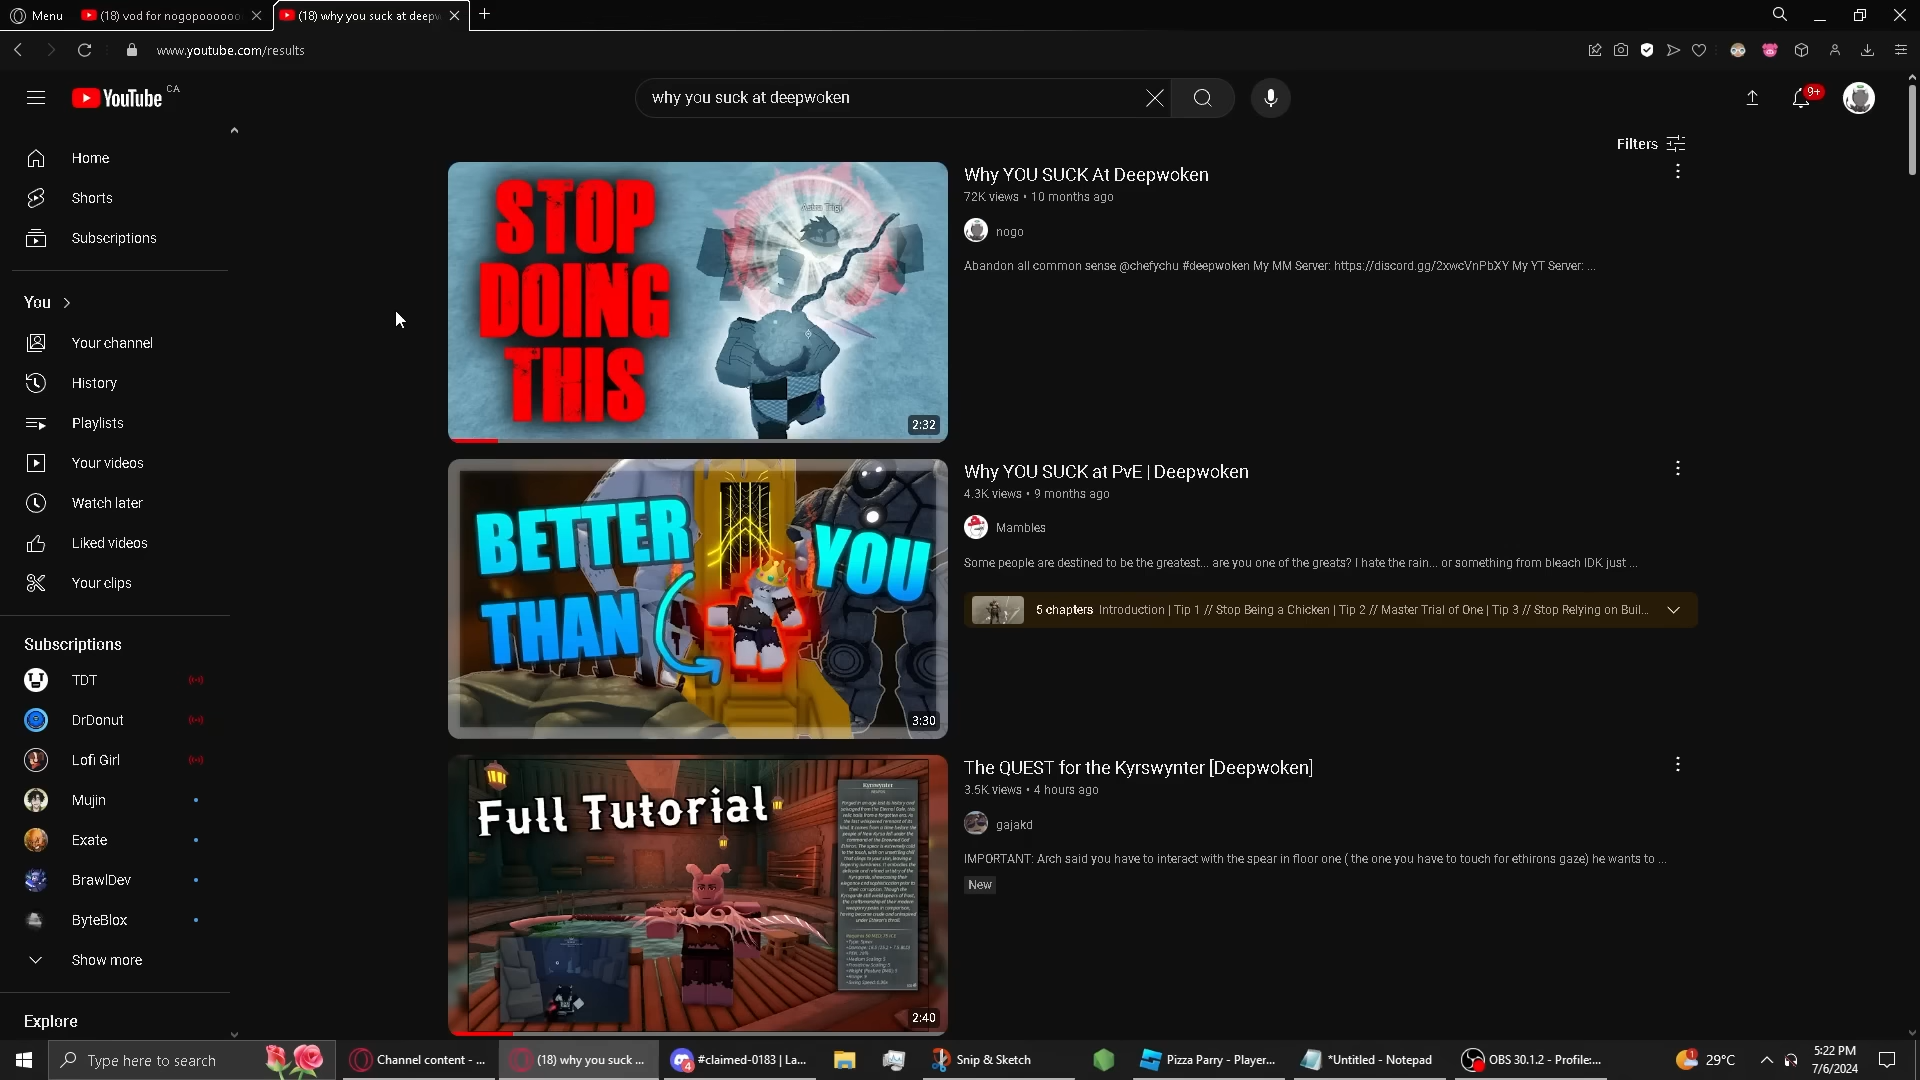 Menu
(18) vod for nogopoooooo
(18) why you suck at deepw
www.youtube.com/results
YouTube CA
why you suck at deepwoken
9+
Filters
Home
Shorts
Subscriptions
You
Your channel
History
Playlists
Your videos
Watch later
Liked videos
Your clips
Subscriptions
TDT
DrDonut
Lofi Girl
Mujin
Exate
BrawlDev
ByteBlox
Show more
Explore
STOP
DOING
THIS
2:32
Why YOU SUCK At Deepwoken
72K views • 10 months ago
nogo
Abandon all common sense @chefychu #deepwoken My MM Server: https://discord.gg/2xwcVnPbXY My YT Server: ...
BETTER
THAN
YOU
3:30
Why YOU SUCK at PvE | Deepwoken
4.3K views • 9 months ago
Mambles
Some people are destined to be the greatest... are you one of the greats? I hate the rain... or something from bleach IDK just ...
5 chapters Introduction | Tip 1 // Stop Being a Chicken | Tip 2 // Master Trial of One | Tip 3 // Stop Relying on Buil...
Full Tutorial
Kyrswynter
2:40
The QUEST for the Kyrswynter [Deepwoken]
3.5K views • 4 hours ago
gajakd
IMPORTANT: Arch said you have to interact with the spear in floor one ( the one you have to touch for ethirons gaze) he wants to ...
New
Type here to search
Channel content - ...
(18) why you suck ...
4
#claimed-0183 | La...
Snip & Sketch
Pizza Parry - Player...
*Untitled - Notepad
OBS 30.1.2 - Profile:...
1
29°C
5:22 PM
7/6/2024